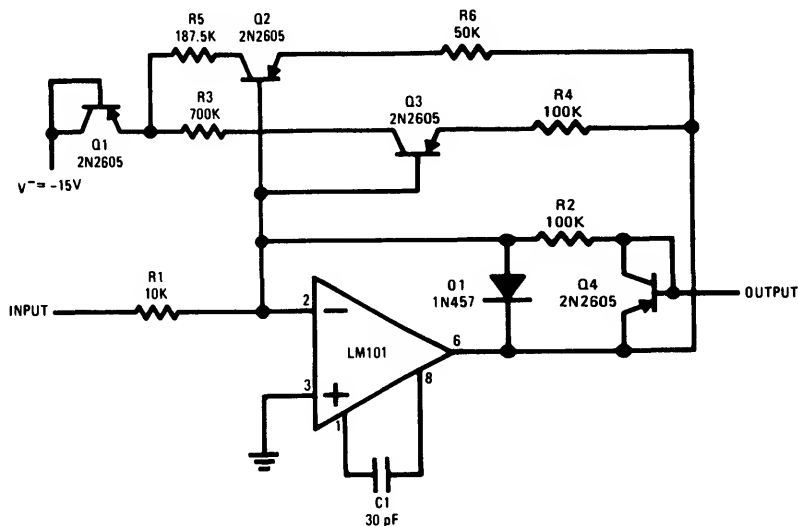 R5
187.5K
Q2
2N2605
R6
50K
R3
700K
Q3
2N2605
R4
100K
Q1
2N2605
V⁻= -15V
R2
100K
R1
10K
INPUT
2
O1
1N457
Q4
2N2605
OUTPUT
LM101
6
8
3
1
C1
30 pF